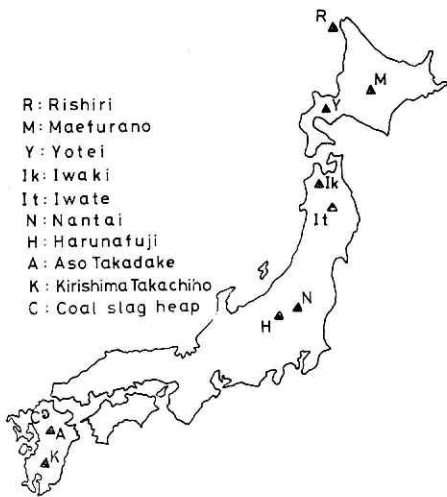 R
M
Y
R: Rishiri
M: Maefurano
Y: Yotei
Ik: Iwaki
It: Iwate
N: Nantai
H: Harunafuji
A: Aso Takadake
K: Kirishima Takachiho
C: Coal slag heap
Ik
It
N
H
C
A
K